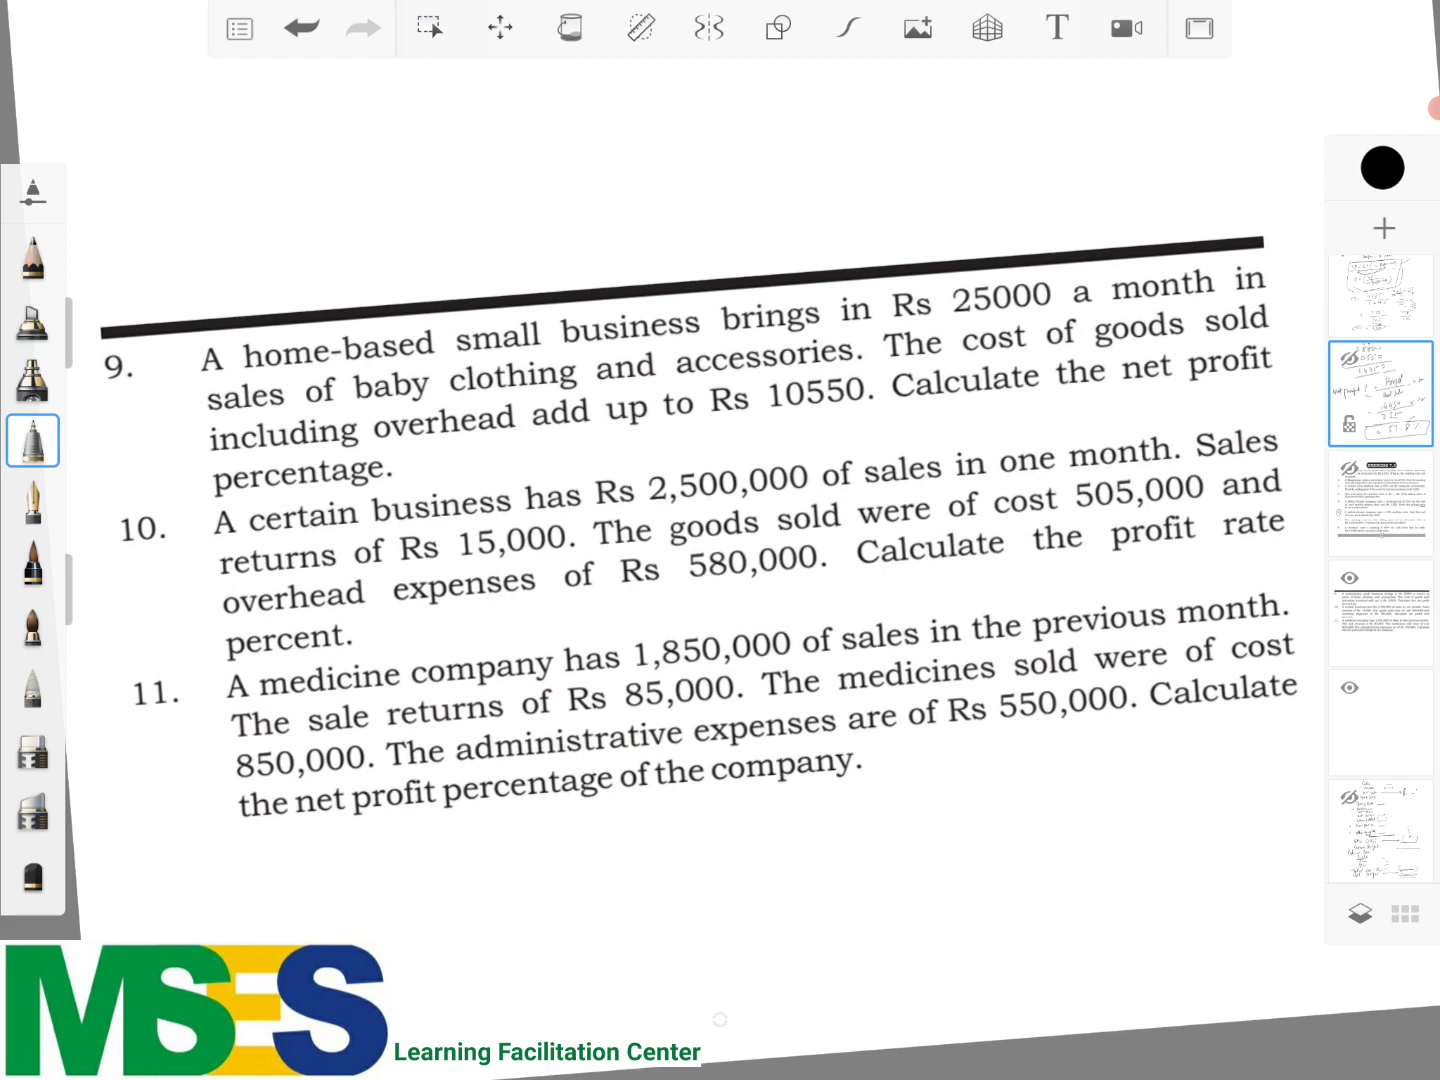 9. A home-based small business brings in Rs 25000 a month in
sales of baby clothing and accessories. The cost of goods sold
including overhead add up to Rs 10550. Calculate the net profit
percentage.
10. A certain business has Rs 2,500,000 of sales in one month. Sales
returns of Rs 15,000. The goods sold were of cost 505,000 and
overhead expenses of Rs 580,000. Calculate the profit rate
percent.
11. A medicine company has 1,850,000 of sales in the previous month.
The sale returns of Rs 85,000. The medicines sold were of cost
850,000. The administrative expenses are of Rs 550,000. Calculate
the net profit percentage of the company.
MSES
Learning Facilitation Center